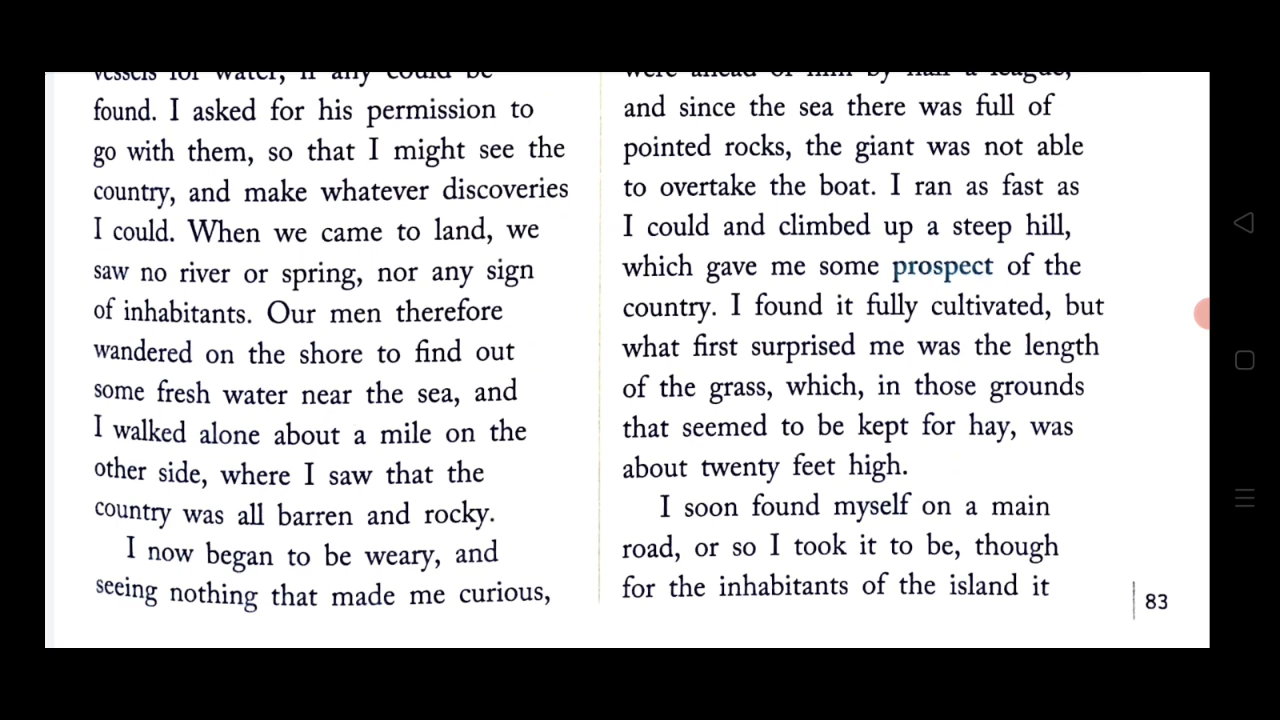 vessels for water, if any could be
found. I asked for his permission to
go with them, so that I might see the
country, and make whatever discoveries
I could. When we came to land, we
saw no river or spring, nor any sign
of inhabitants. Our men therefore
wandered on the shore to find out
some fresh water near the sea, and
I walked alone about a mile on the
other side, where I saw that the
country was all barren and rocky.
I now began to be weary, and
seeing nothing that made me curious,
were ahead of him by half a league,
and since the sea there was full of
pointed rocks, the giant was not able
to overtake the boat. I ran as fast as
I could and climbed up a steep hill,
which gave me some prospect of the
country. I found it fully cultivated, but
what first surprised me was the length
of the grass, which, in those grounds
that seemed to be kept for hay, was
about twenty feet high.
I soon found myself on a main
road, or so I took it to be, though
for the inhabitants of the island it
83